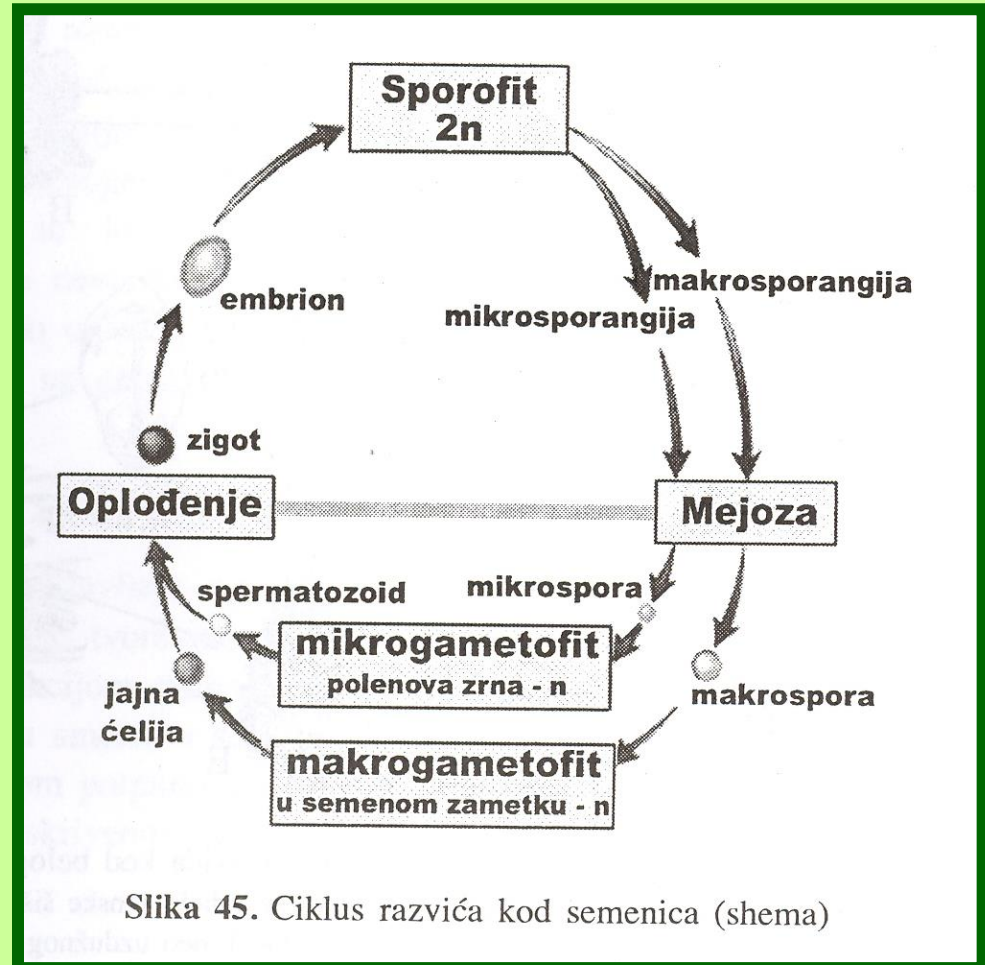 Sporofit
2n
makrosporangija
mikrosporangija
embrion
zigot
Oplođenje
Mejoza
mikrospora
spermatozoid
mikrogametofit
polenova zrna - n
makrospora
jajna
ćelija
makrogametofit
u semenom zametku - n
Slika 45. Ciklus razvića kod semenica (shema)